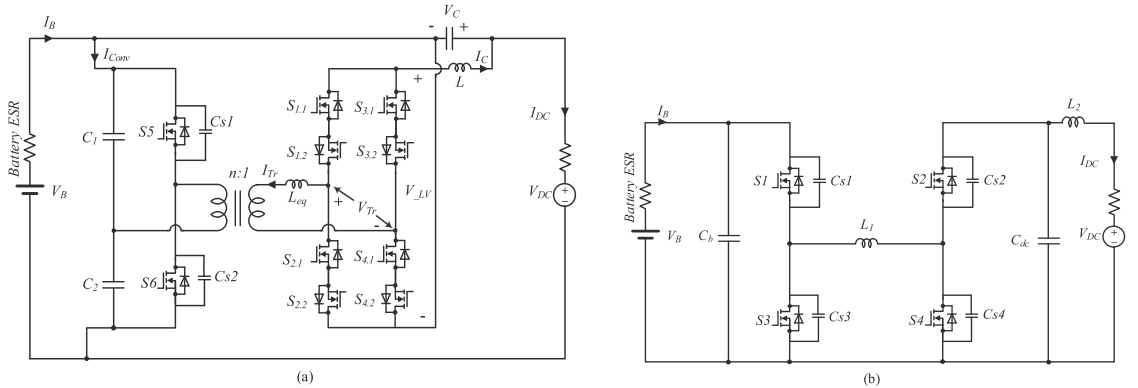 I_B
I_Conv
Battery ESR
V_B
C_1
C_2
S5
Cs1
S6
Cs2
n:1
I_Tr
L_eq
S_1.1
S_3.1
S_1.2
S_3.2
S_2.1
S_4.1
S_2.2
S_4.2
+
V_Tr
-
+
V_LV
-
- V_C +
I_C
L
I_DC
V_DC
+
-
(a)
I_B
Battery ESR
V_B
C_b
S1
Cs1
S2
Cs2
L_1
S3
Cs3
S4
Cs4
C_dc
L_2
I_DC
V_DC
+
-
(b)